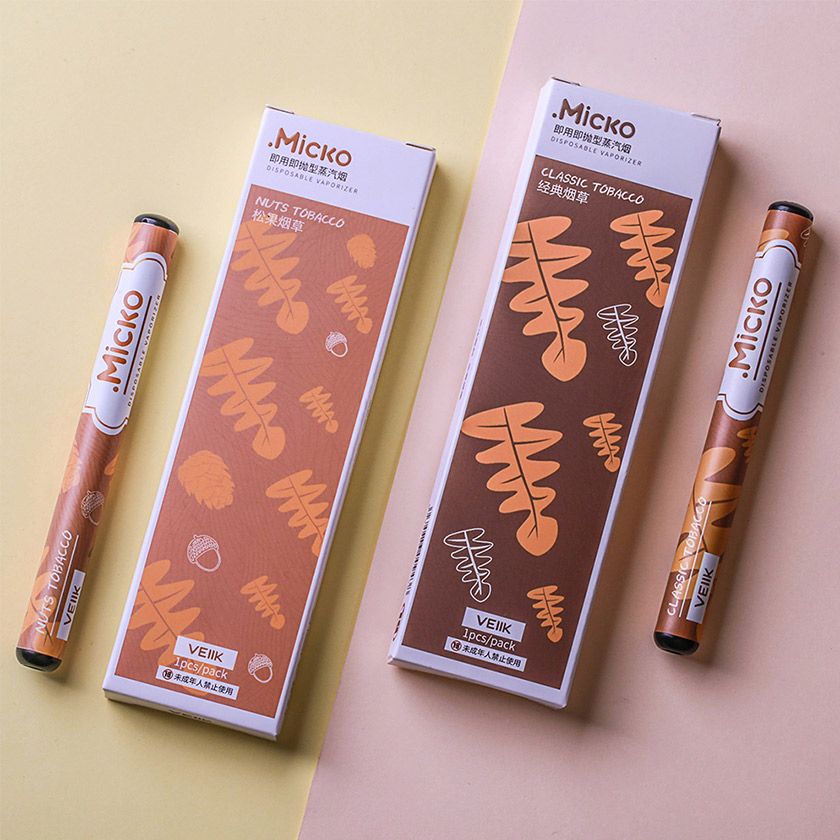 .MicKO
即用即抛型蒸汽烟
DISPOSABLE VAPORIZER
NUTS TOBACCO
松果烟草
VEIIK
1pcs/pack
18 未成年人禁止使用
VEIIK
.MicKO
即用即抛型蒸汽烟
DISPOSABLE VAPORIZER
CLASSIC TOBACCO
经典烟草
VEIIK
1pcs/pack
18 未成年人禁止使用
.MicKO
DISPOSABLE VAPORIZER
NUTS TOBACCO
VEIIK
.MicKO
DISPOSABLE VAPORIZER
CLASSIC TOBACCO
VEIIK